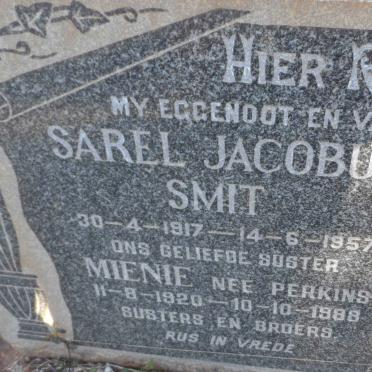 HIER R
MY EGGENOOT EN V
SAREL JACOBU
SMIT
30-4-1917 — 14-6-1957
ONS GELIEFDE SUSTER
MIENIE NEE PERKINS
11-8-1920 — 10-10-1988
SUSTERS EN BROERS.
RUS IN VREDE